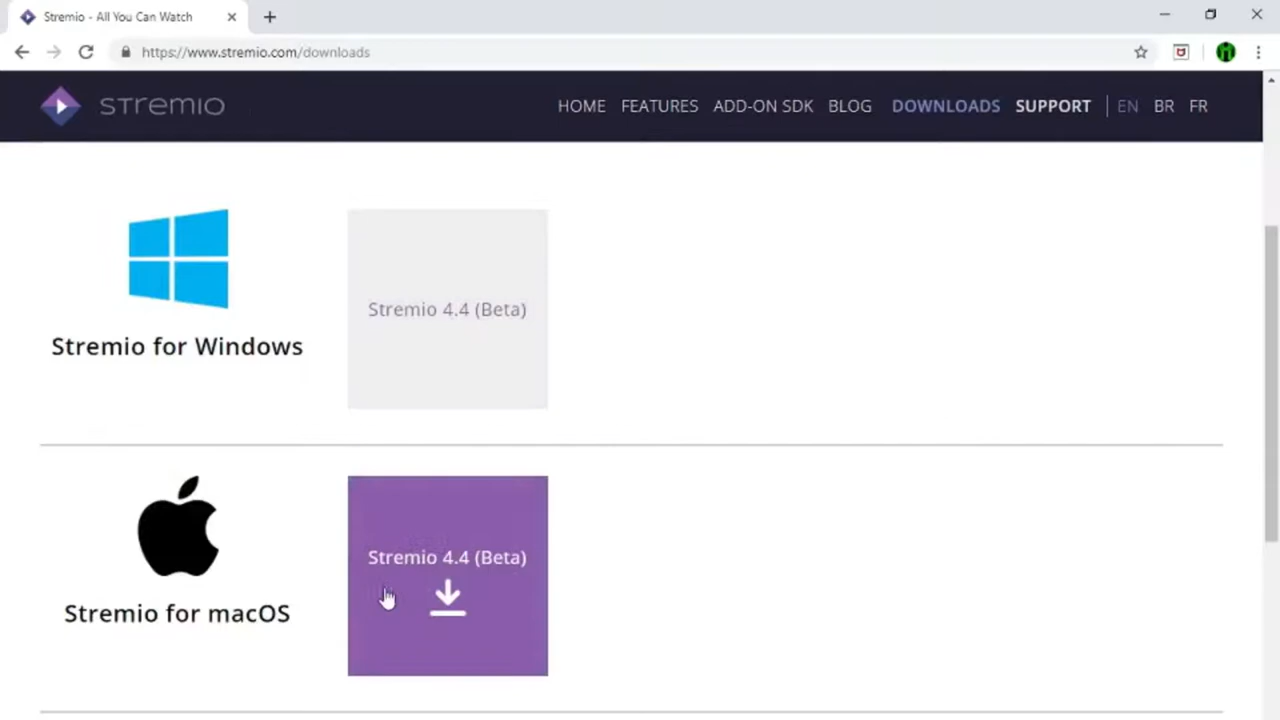 Stremio - All You Can Watch
https://www.stremio.com/downloads
STREMIO HOME FEATURES ADD-ON SDK BLOG DOWNLOADS SUPPORT EN BR FR
Stremio 4.4 (Beta)
Stremio for Windows
Stremio 4.4 (Beta)
Stremio for macOS